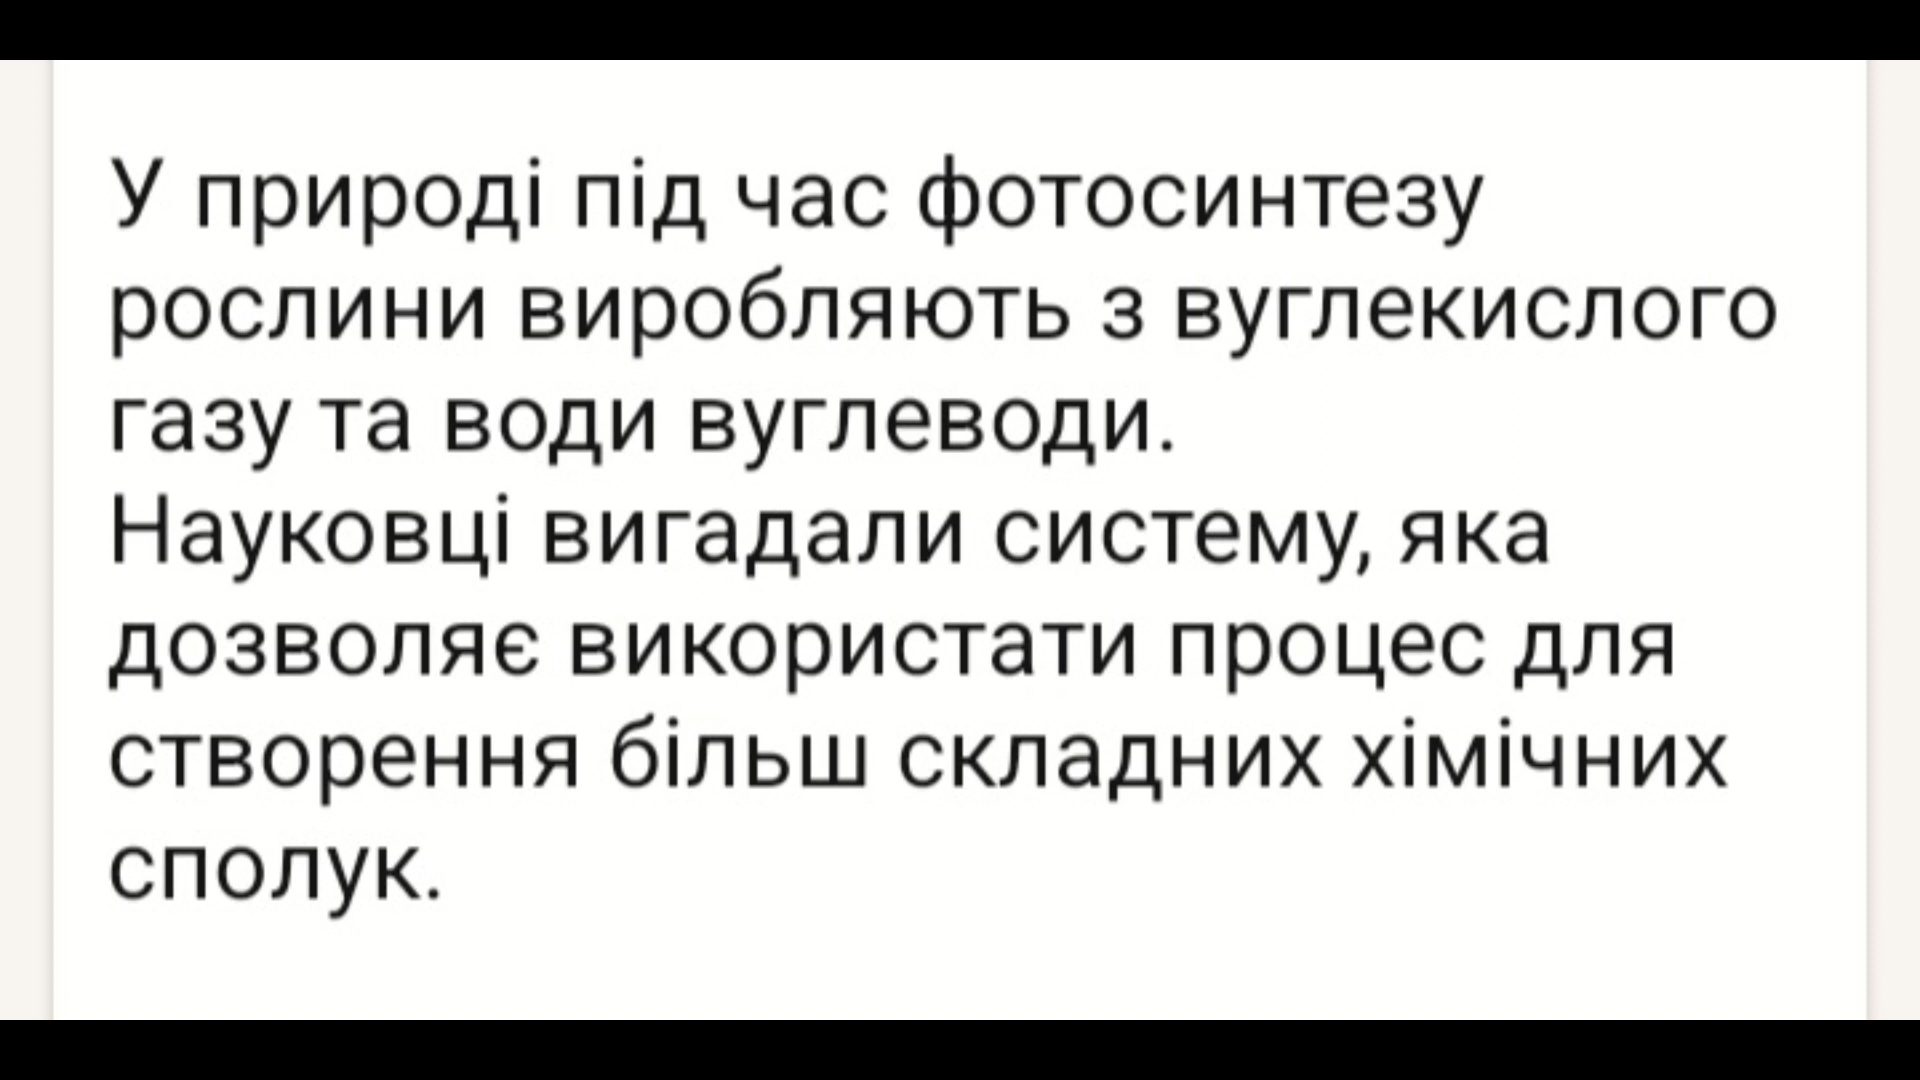 У природі під час фотосинтезу
рослини виробляють з вуглекислого
газу та води вуглеводи.
Науковці вигадали систему, яка
дозволяє використати процес для
створення більш складних хімічних
сполук.